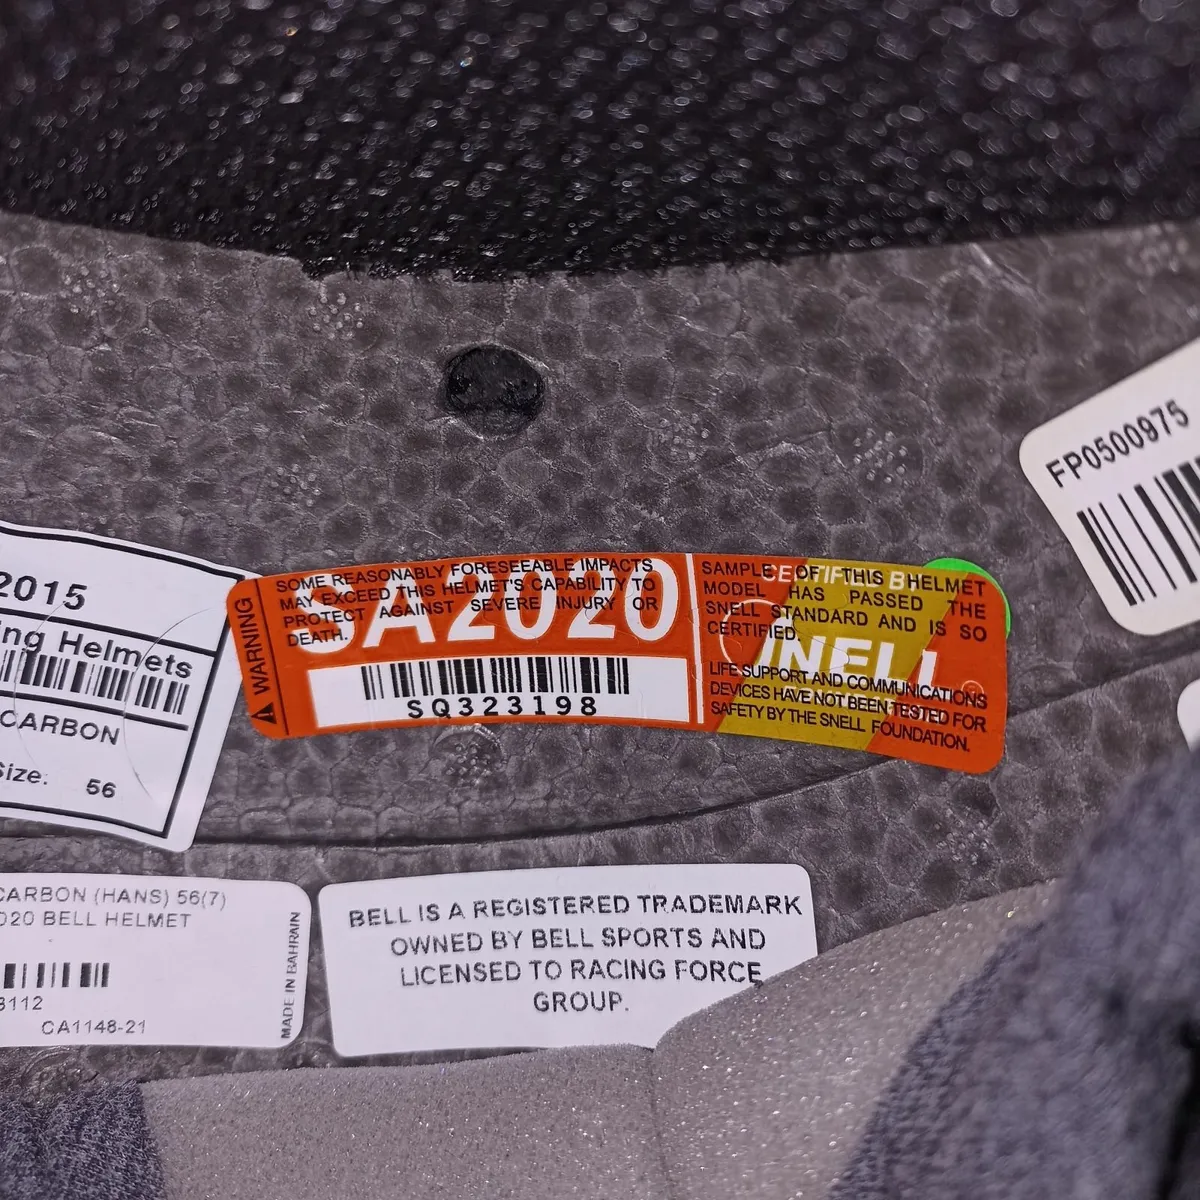 FP0500975
2015
ing Helmets
CARBON
Size: 56
WARNING
SA2020
SOME REASONABLY FORESEEABLE IMPACTS
MAY EXCEED THIS HELMET'S CAPABILITY TO
PROTECT AGAINST SEVERE INJURY OR
DEATH.
SQ323198
CERTIFIED BY
SNELL
SAMPLE OF THIS HELMET
MODEL HAS PASSED THE
SNELL STANDARD AND IS SO
CERTIFIED.
LIFE SUPPORT AND COMMUNICATIONS
DEVICES HAVE NOT BEEN TESTED FOR
SAFETY BY THE SNELL FOUNDATION.
CARBON (HANS) 56(7)
020 BELL HELMET
3112
CA1148-21
MADE IN BAHRAIN
BELL IS A REGISTERED TRADEMARK
OWNED BY BELL SPORTS AND
LICENSED TO RACING FORCE
GROUP.